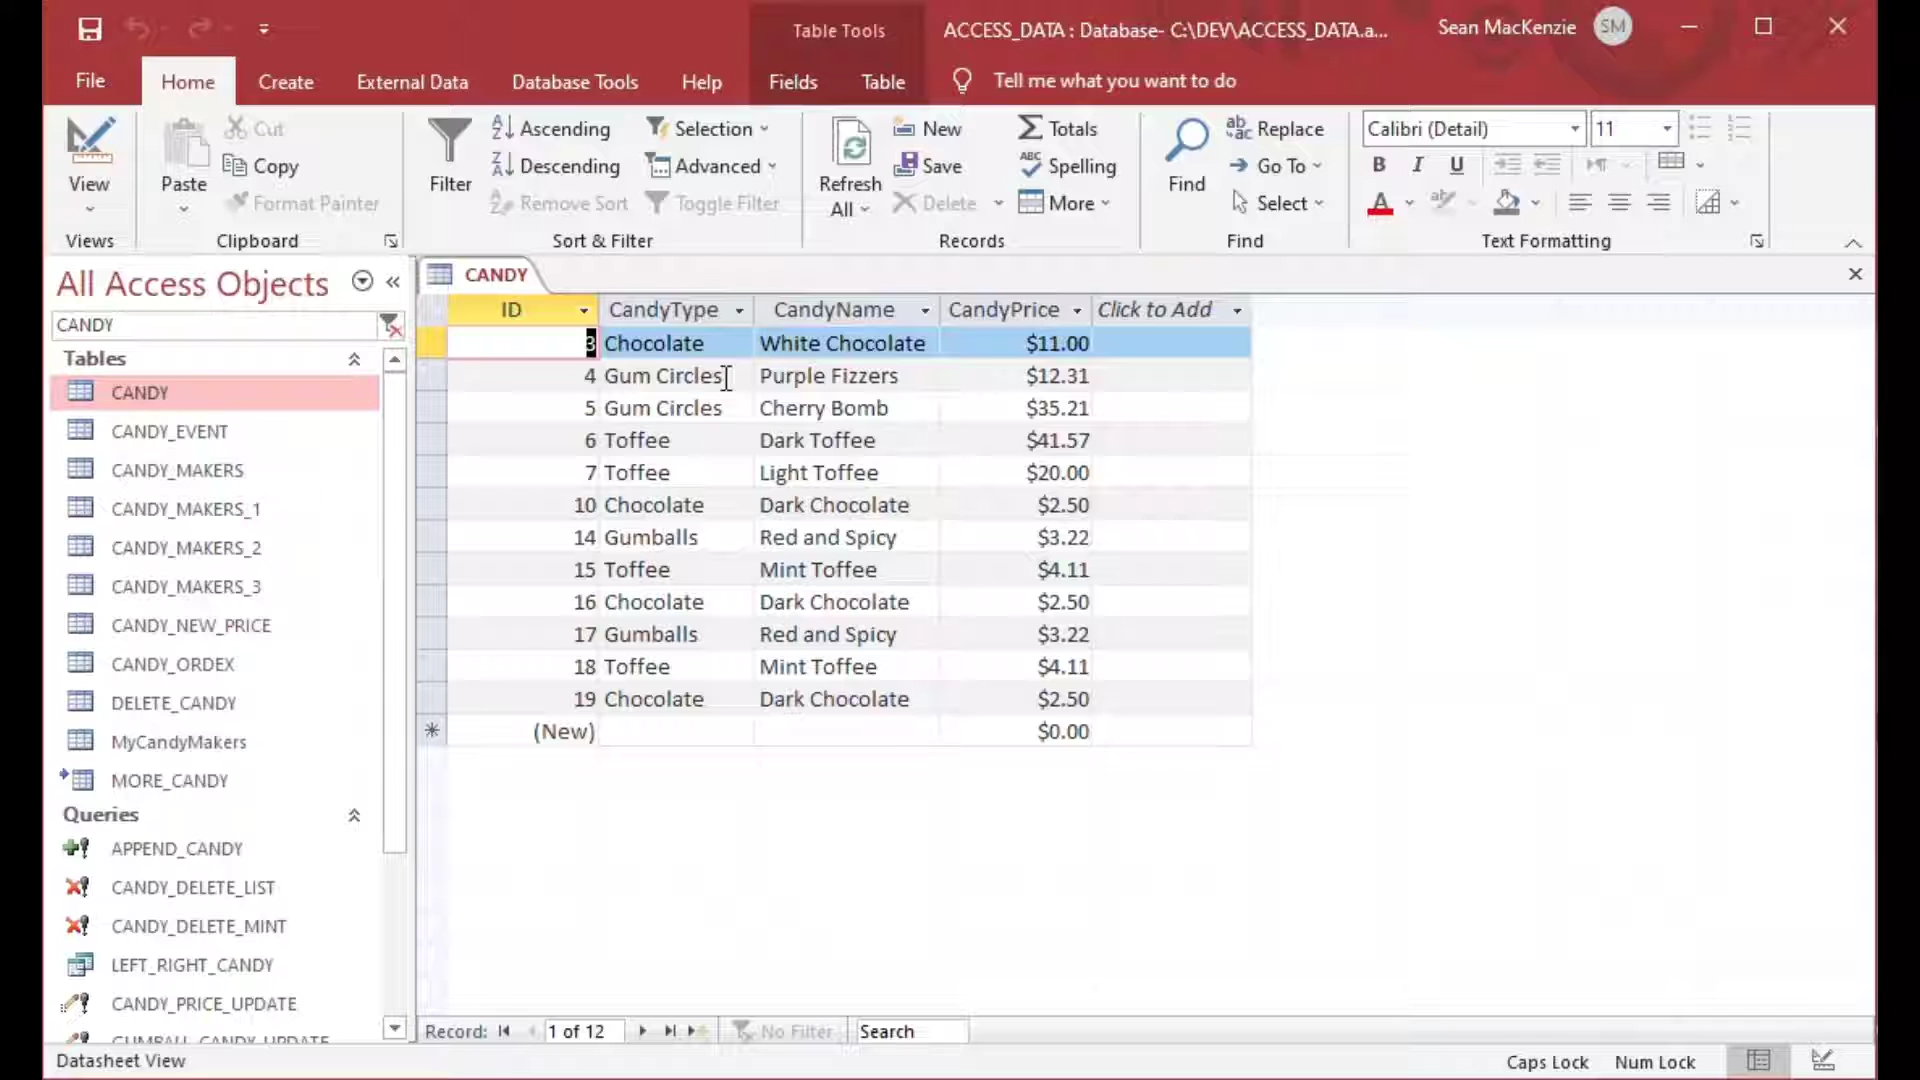 Table Tools
ACCESS_DATA : Database- C:\DEV\ACCESS_DATA.a...
Sean MacKenzie
SM
File
Home
Create
External Data
Database Tools
Help
Fields
Table
Tell me what you want to do
View
Views
Paste
Cut
Copy
Format Painter
Clipboard
Filter
Ascending
Descending
Remove Sort
Selection
Advanced
Toggle Filter
Sort & Filter
Refresh
All
New
Save
Delete
Totals
Spelling
More
Records
Find
Replace
Go To
Select
Find
Calibri (Detail)
11
B I U
Text Formatting
All Access Objects
CANDY
Tables
CANDY
CANDY_EVENT
CANDY_MAKERS
CANDY_MAKERS_1
CANDY_MAKERS_2
CANDY_MAKERS_3
CANDY_NEW_PRICE
CANDY_ORDEX
DELETE_CANDY
MyCandyMakers
MORE_CANDY
Queries
APPEND_CANDY
CANDY_DELETE_LIST
CANDY_DELETE_MINT
LEFT_RIGHT_CANDY
CANDY_PRICE_UPDATE
GUMBALL_CANDY_UPDATE
CANDY
ID CandyType CandyName CandyPrice Click to Add
3 Chocolate White Chocolate $11.00
4 Gum Circles Purple Fizzers $12.31
5 Gum Circles Cherry Bomb $35.21
6 Toffee Dark Toffee $41.57
7 Toffee Light Toffee $20.00
10 Chocolate Dark Chocolate $2.50
14 Gumballs Red and Spicy $3.22
15 Toffee Mint Toffee $4.11
16 Chocolate Dark Chocolate $2.50
17 Gumballs Red and Spicy $3.22
18 Toffee Mint Toffee $4.11
19 Chocolate Dark Chocolate $2.50
(New) $0.00
Record: 1 of 12 No Filter Search
Datasheet View
Caps Lock Num Lock